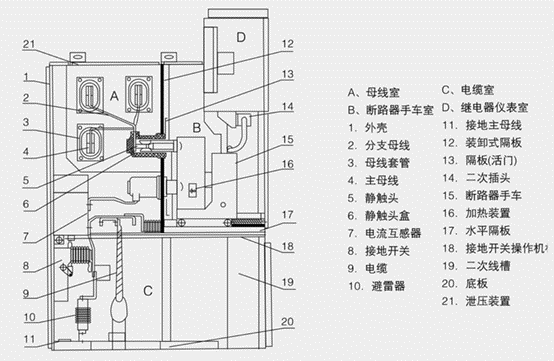 21
1
2
3
4
5
6
7
8
9
10
11
A
B
C
D
12
13
14
15
16
17
18
19
20
A、母线室
B、断路器手车室
1. 外壳
2. 分支母线
3. 母线套管
4. 主母线
5. 静触头
6. 静触头盒
7. 电流互感器
8. 接地开关
9. 电缆
10. 避雷器
C、电缆室
D、继电器仪表室
11. 接地主母线
12. 装卸式隔板
13. 隔板(活门)
14. 二次插头
15. 断路器手车
16. 加热装置
17. 水平隔板
18. 接地开关操作机
19. 二次线槽
20. 底板
21. 泄压装置